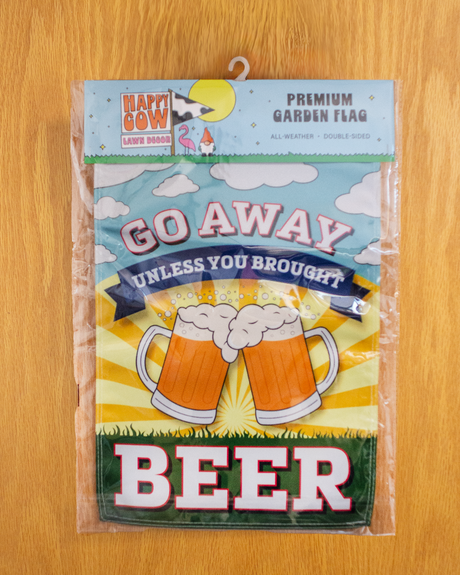 HAPPY
COW
LAWN DECOR
PREMIUM
GARDEN FLAG
ALL-WEATHER • DOUBLE-SIDED
GO AWAY
UNLESS YOU BROUGHT
BEER